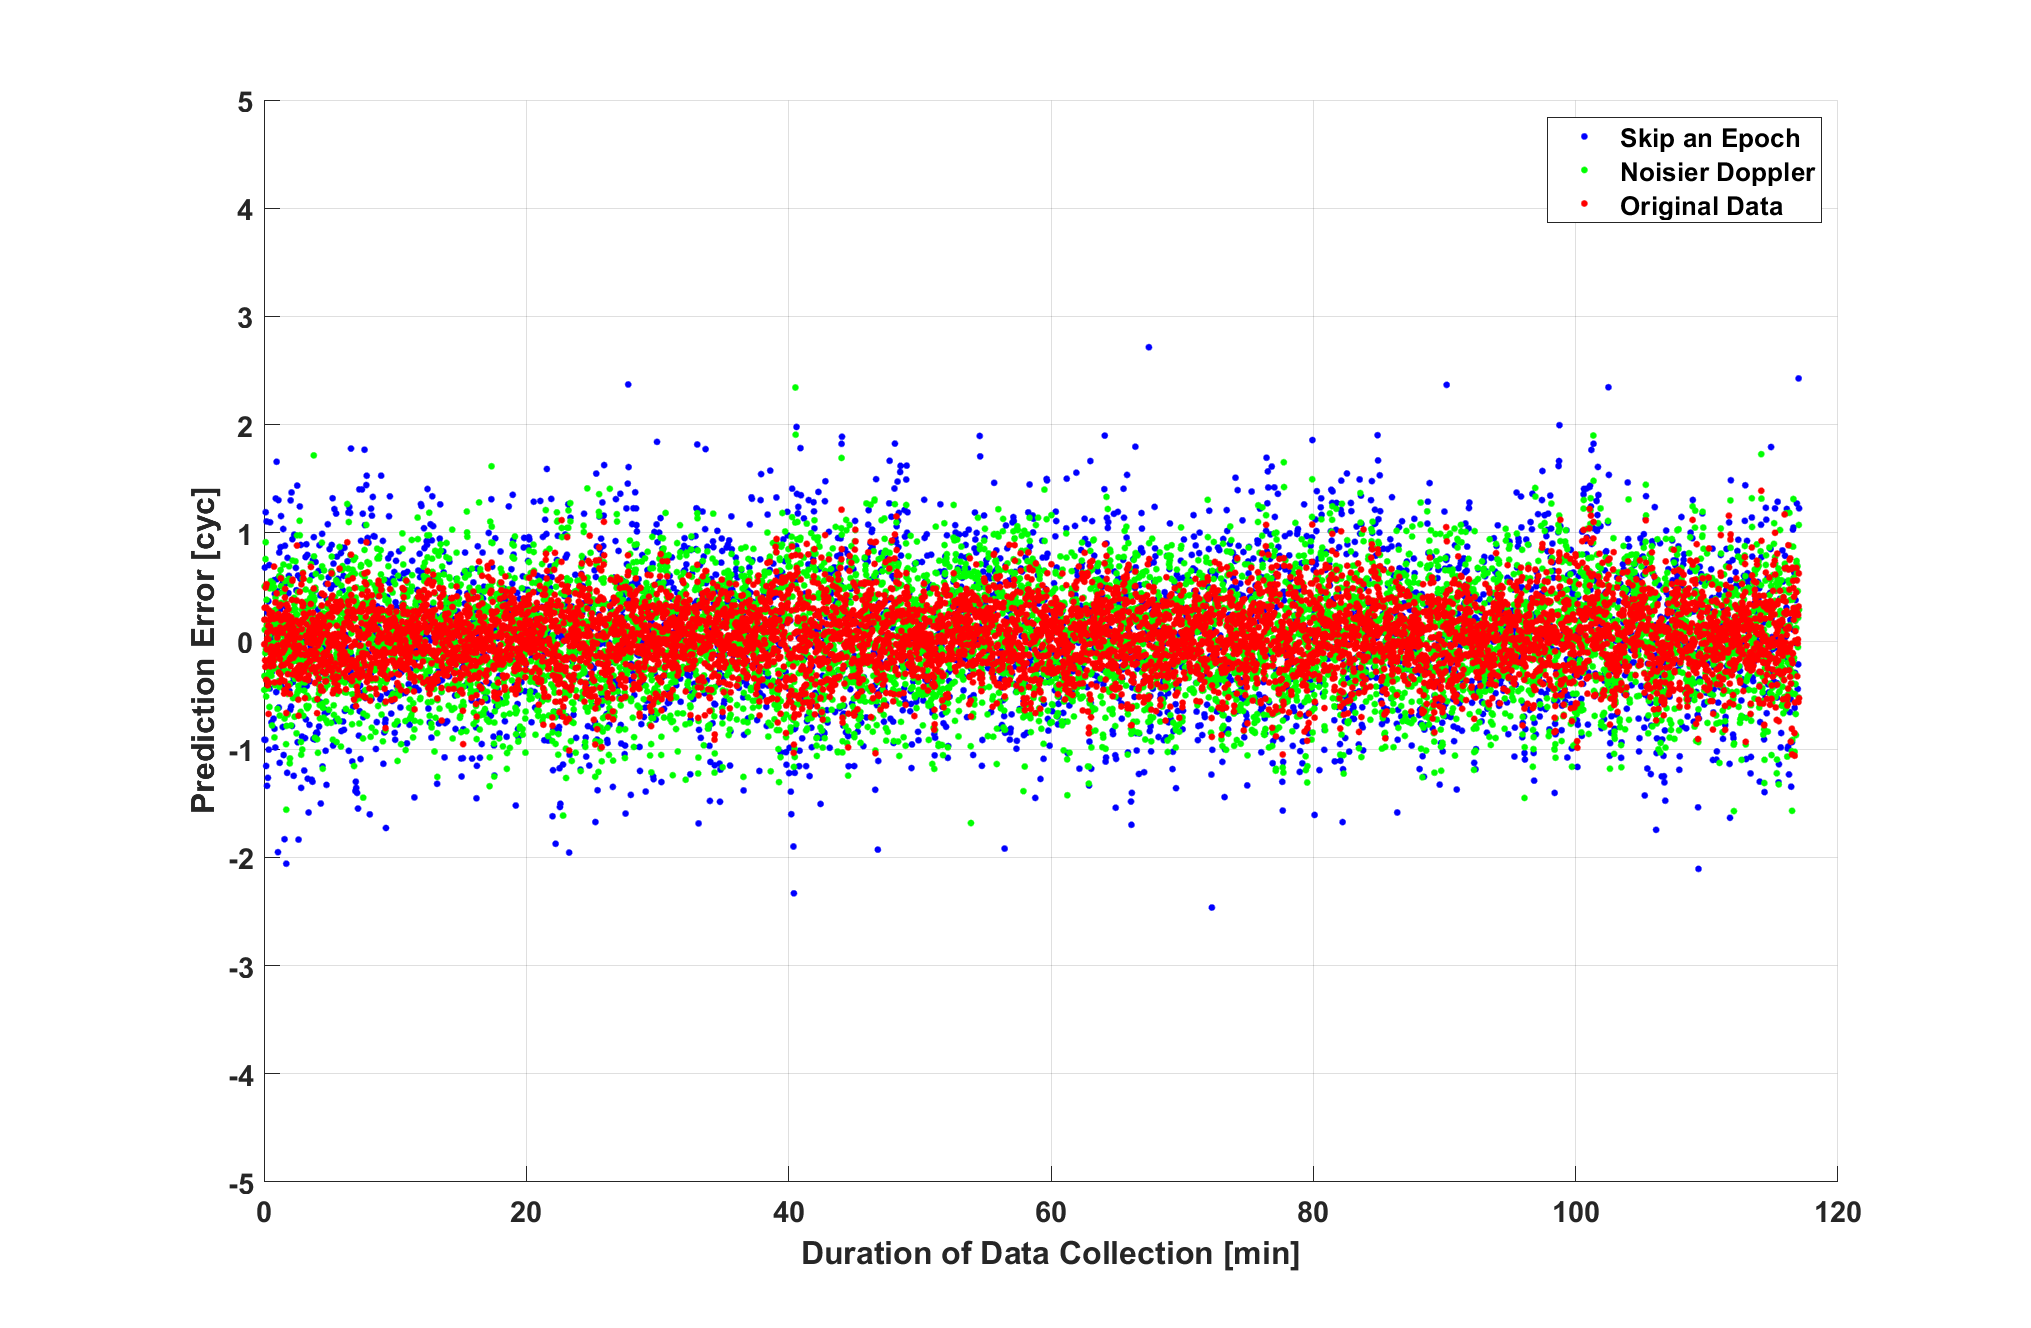 5
4
3
2
1
0
-1
-2
-3
-4
-5
Prediction Error [cyc]
Skip an Epoch
Noisier Doppler
Original Data
0 20 40 60 80 100 120
Duration of Data Collection [min]